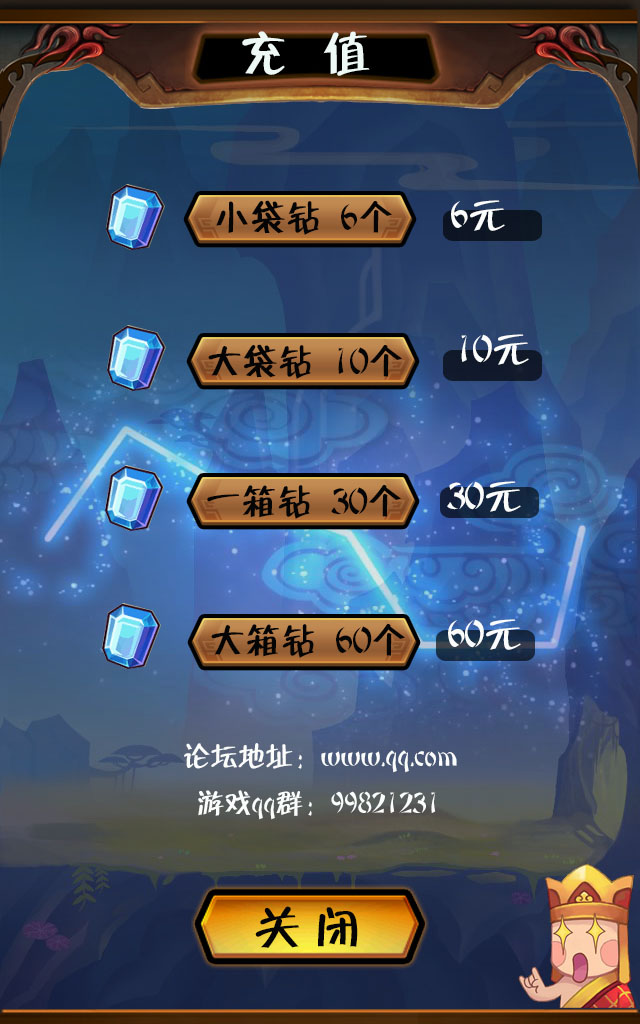 充 值
小袋钻 6个 6元
大袋钻 10个 10元
一箱钻 30个 30元
大箱钻 60个 60元
论坛地址：www.qq.com
游戏qq群：99821231
关 闭